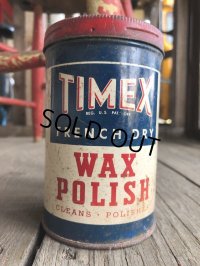 TIMEX
REG. U.S. PAT. OFF.
FRENCH DRY
SOLD OUT
WAX
POLISH
CLEANS · POLISHES